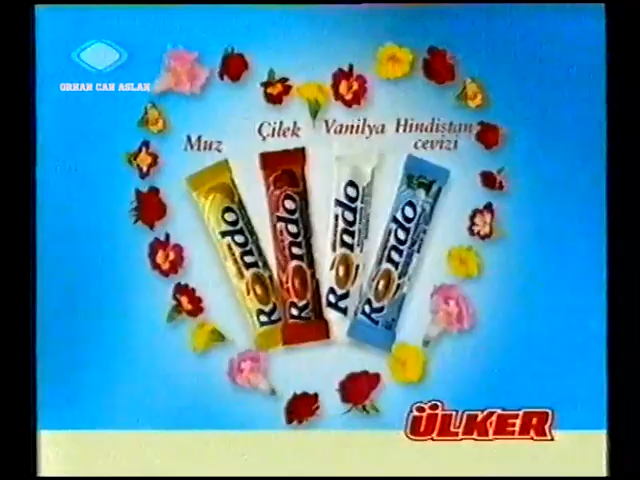 ORHAN CAN ASLAN
Muz
Çilek
Vanilya
Hindistan
cevizi
Rondo
Rondo
Rondo
Rondo
ÜLKER